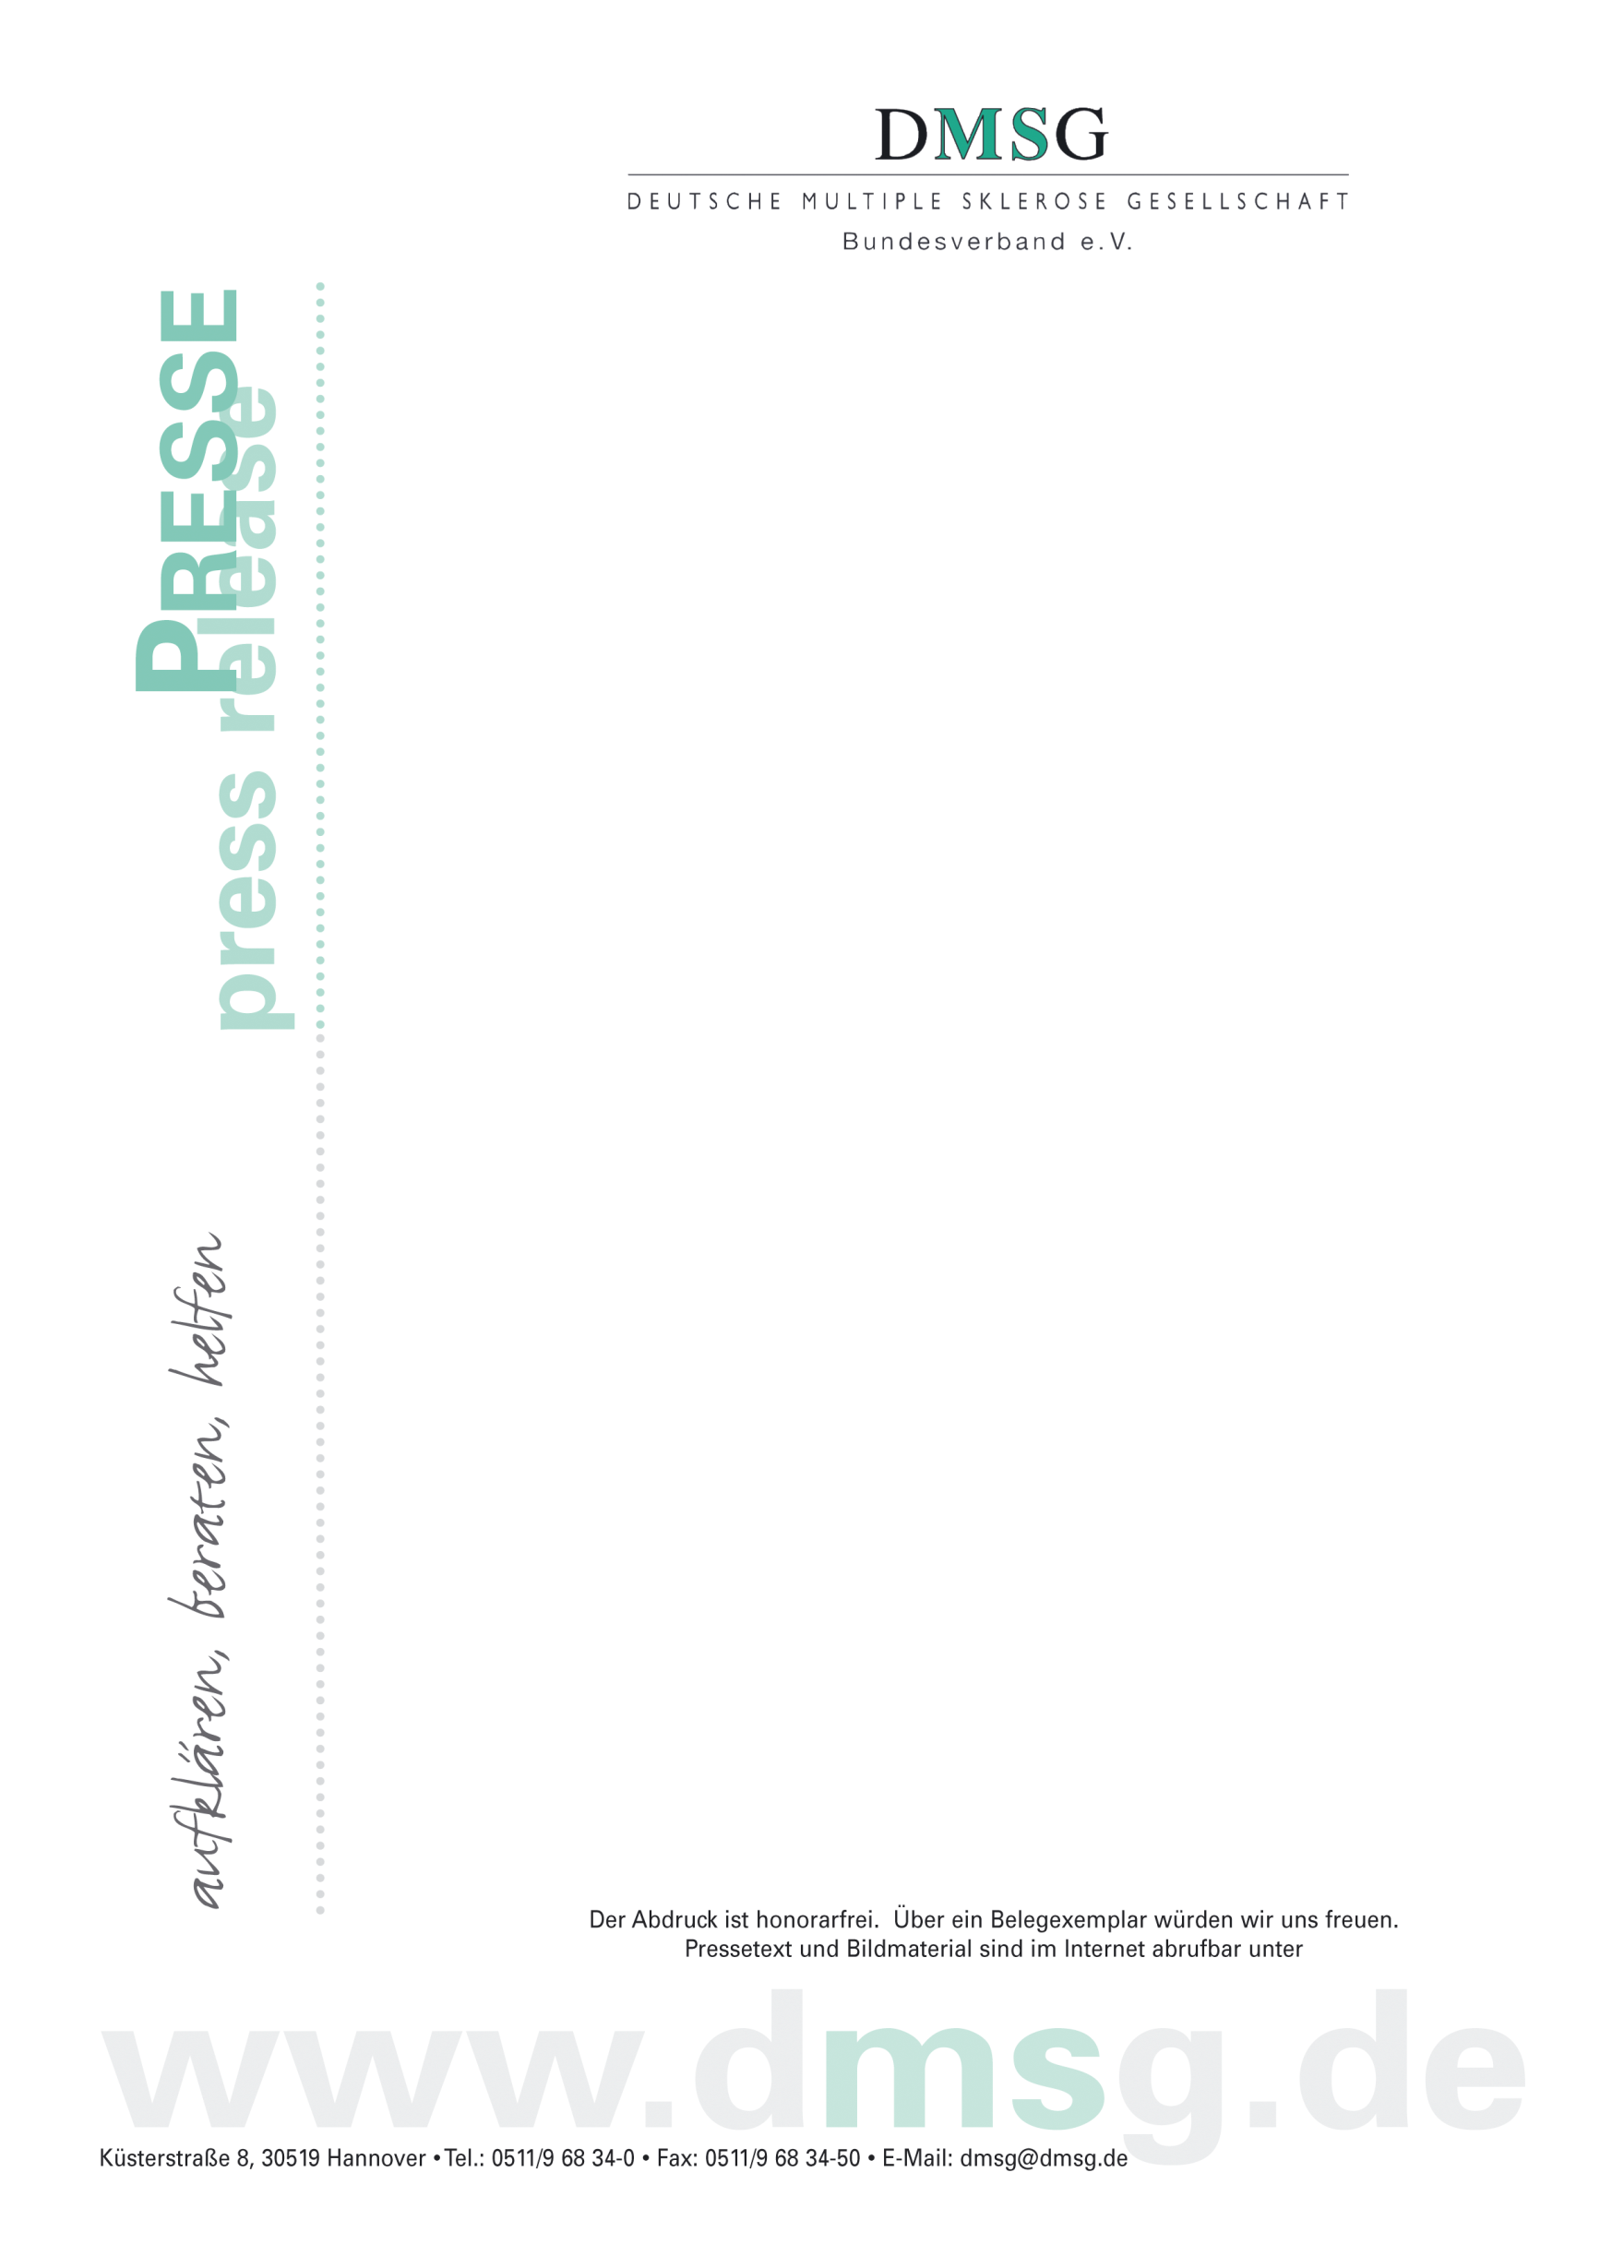 DMSG
DEUTSCHE MULTIPLE SKLEROSE GESELLSCHAFT
Bundesverband e.V.
PRESSE
press release
aufklären, beraten, helfen
Der Abdruck ist honorarfrei. Über ein Belegexemplar würden wir uns freuen.
Pressetext und Bildmaterial sind im Internet abrufbar unter
www.dmsg.de
Küsterstraße 8, 30519 Hannover • Tel.: 0511/9 68 34-0 • Fax: 0511/9 68 34-50 • E-Mail: dmsg@dmsg.de